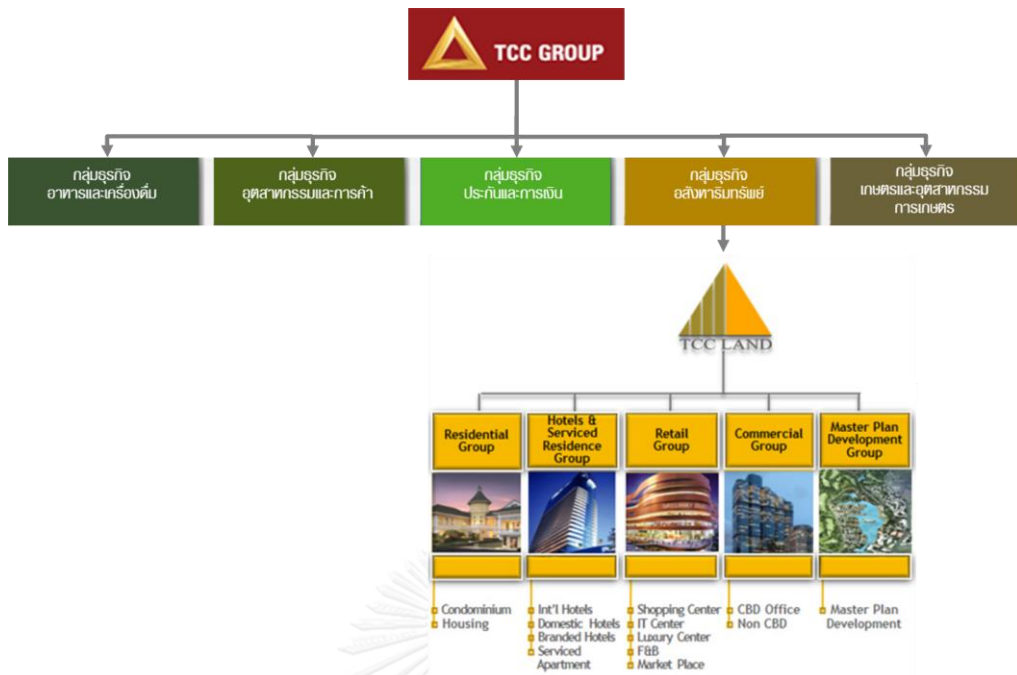 TCC GROUP
กลุ่มธุรกิจ
อาหารและเครื่องดื่ม
กลุ่มธุรกิจ
อุตสาหกรรมและการค้า
กลุ่มธุรกิจ
ประกันและการเงิน
กลุ่มธุรกิจ
อสังหาริมทรัพย์
กลุ่มธุรกิจ
เกษตรและอุตสาหกรรม
การเกษตร
TCC LAND
Residential
Group
Hotels &
Serviced
Residence
Group
Retail
Group
Commercial
Group
Master Plan
Development
Group
Condominium
Housing
Int'l Hotels
Domestic Hotels
Branded Hotels
Serviced
Apartment
Shopping Center
IT Center
Luxury Center
F&B
Market Place
CBD Office
Non CBD
Master Plan
Development